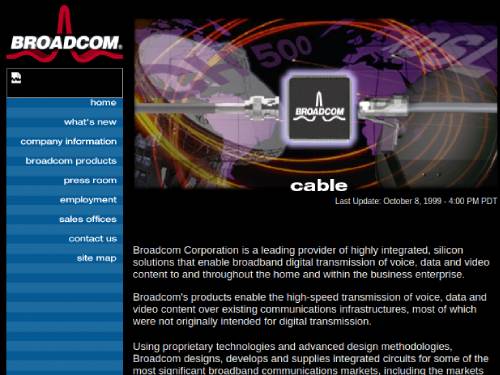 BROADCOM®
home
what's new
company information
broadcom products
press room
employment
sales offices
contact us
site map
500
BROADCOM
cable
Last Update: October 8, 1999 - 4:00 PM PDT
Broadcom Corporation is a leading provider of highly integrated, silicon
solutions that enable broadband digital transmission of voice, data and video
content to and throughout the home and within the business enterprise.
Broadcom's products enable the high-speed transmission of voice, data and
video content over existing communications infrastructures, most of which
were not originally intended for digital transmission.
Using proprietary technologies and advanced design methodologies,
Broadcom designs, develops and supplies integrated circuits for some of the
most significant broadband communications markets, including the markets